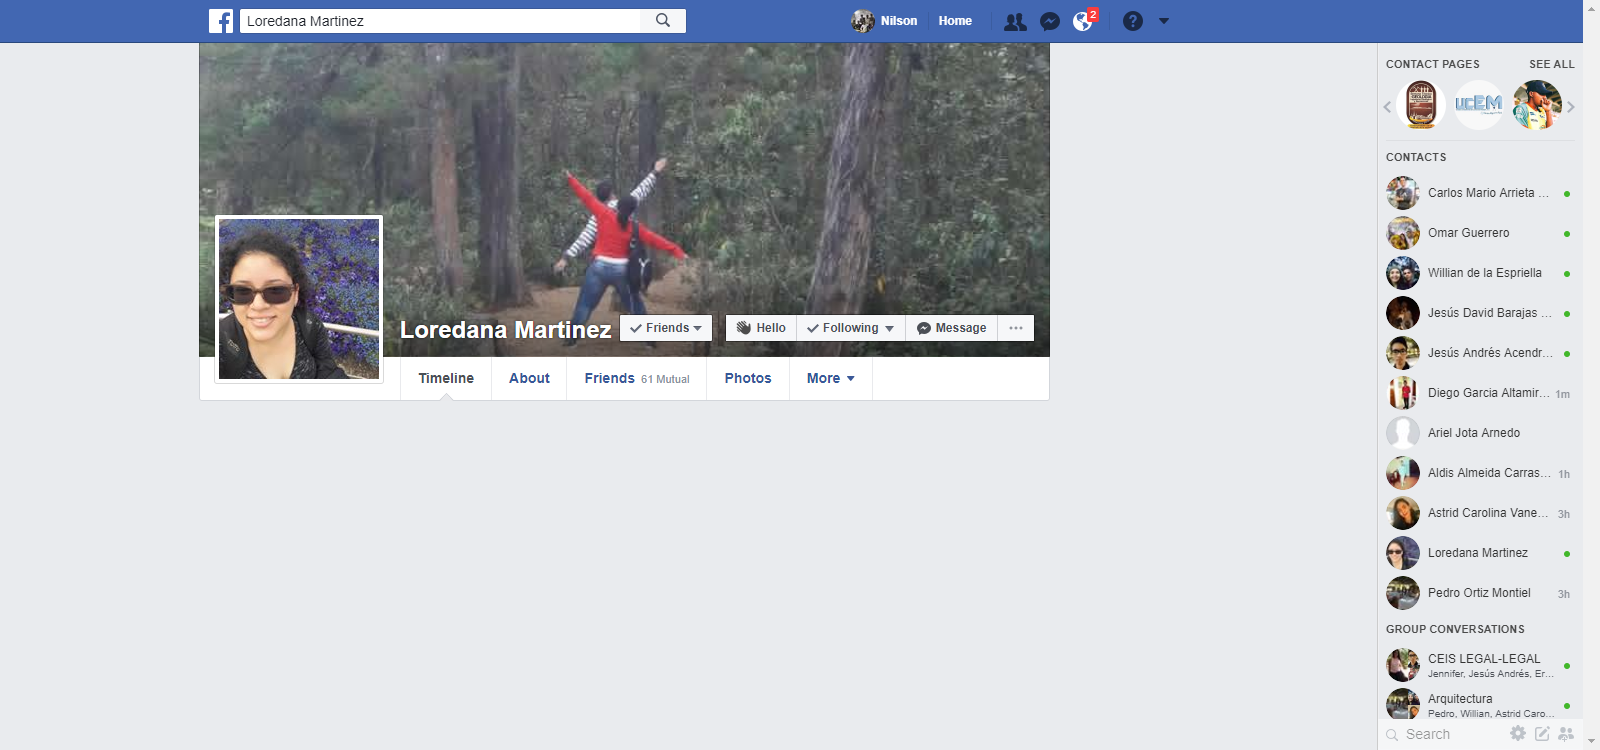 Loredana Martinez
Nilson
Home
2
?
CONTACT PAGES
SEE ALL
UCEM
CONTACTS
Carlos Mario Arrieta ...
Omar Guerrero
Willian de la Espriella
Jesús David Barajas ...
Jesús Andrés Acendr...
Diego Garcia Altamir...
1m
Ariel Jota Arnedo
Aldis Almeida Carras...
1h
Astrid Carolina Vane...
3h
Loredana Martinez
Pedro Ortiz Montiel
3h
GROUP CONVERSATIONS
CEIS LEGAL-LEGAL
Jennifer, Jesús Andrés, Er...
Arquitectura
Pedro, Willian, Astrid Caro...
Search
Loredana Martinez
Friends
Hello
Following
Message
Timeline
About
Friends 61 Mutual
Photos
More